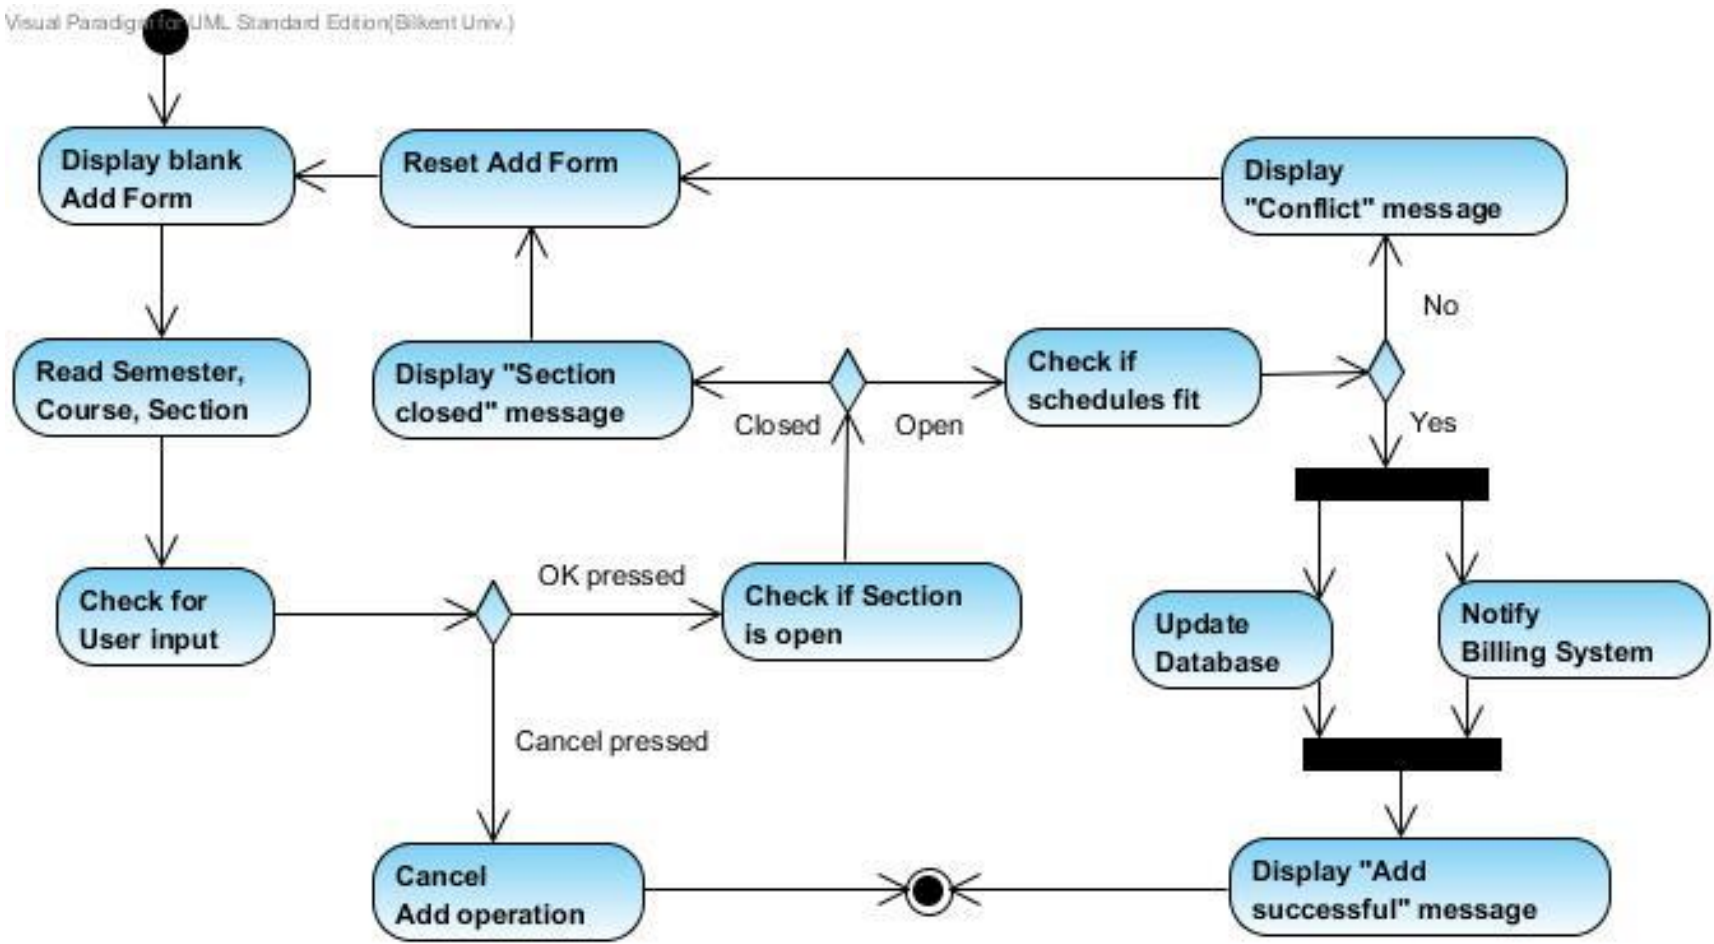 Visual Paradigm for UML Standard Edition(Bilkent Univ.)
Display blank
Add Form
Reset Add Form
Display
"Conflict" message
No
Read Semester,
Course, Section
Display "Section
closed" message
Closed
Open
Check if
schedules fit
Yes
Check for
User input
OK pressed
Check if Section
is open
Update
Database
Notify
Billing System
Cancel pressed
Cancel
Add operation
Display "Add
successful" message